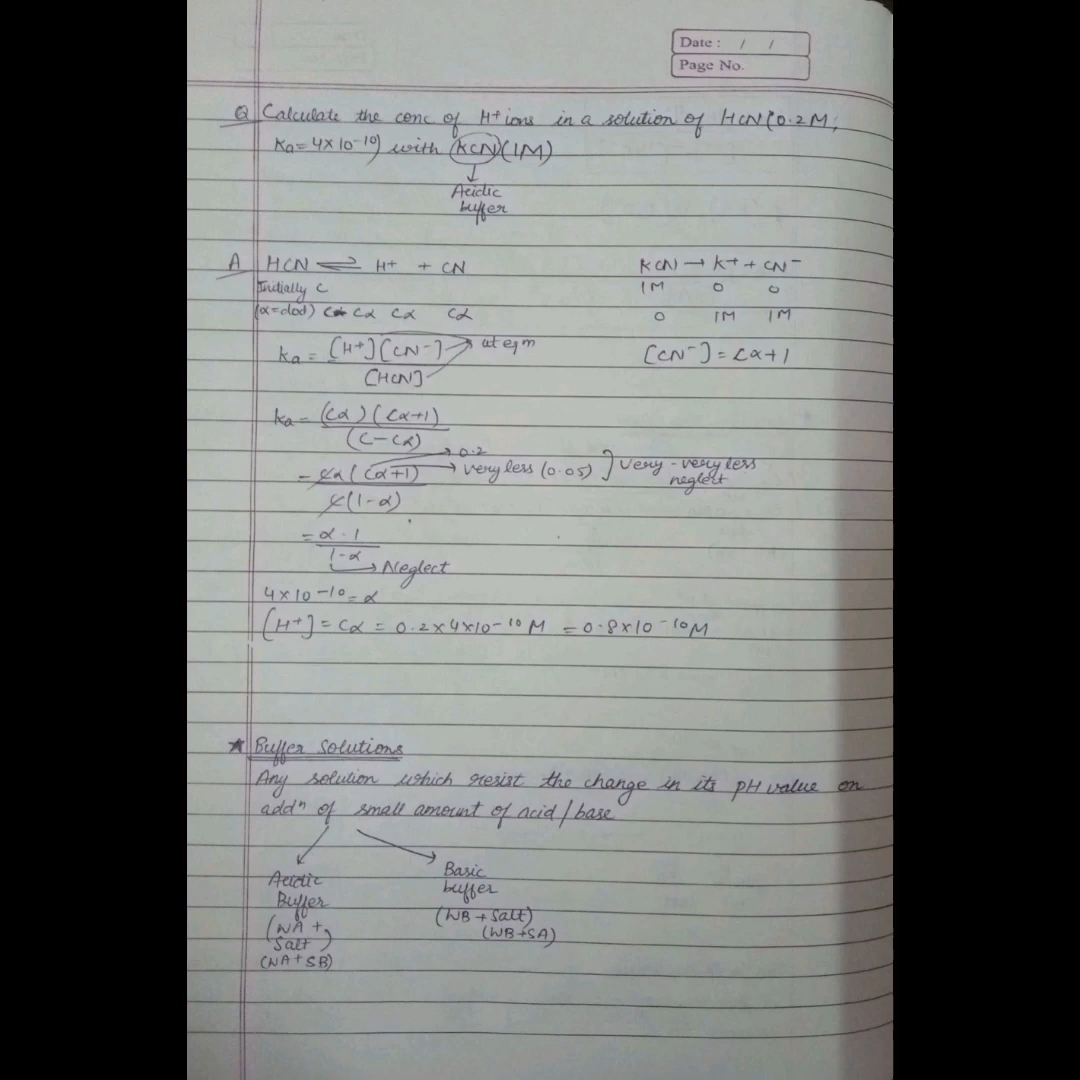 Date : / /
Page No.
Q Calculate the conc of H+ ions in a solution of HCN(0.2M,
Ka=4×10-10) with KCN(1M)
↓
Acidic
buffer
A HCN ⇌ H+ + CN KCN → K+ + CN-
Initially C 1M 0 0
(α=dod) C- Cα Cα Cα 0 1M 1M
Ka = [H+][CN-] → at eqm [CN-] = Cα+1
[HCN]
Ka = (Cα)(Cα+1)
(C-Cα)
→ 0.2
= Cα(Cα+1) → very less (0.05) ] very-very less
neglect
C(1-α)
= α.1
1-α
→ Neglect
4×10-10 = α
[H+] = Cα = 0.2×4×10-10M = 0.8×10-10M
★ Buffer Solutions
Any solution which resist the change in its pH value on
addn of small amount of acid/base
Acidic
Buffer
(WA +
Salt)
(WA+SB)
Basic
buffer
(WB + Salt)
(WB+SA)